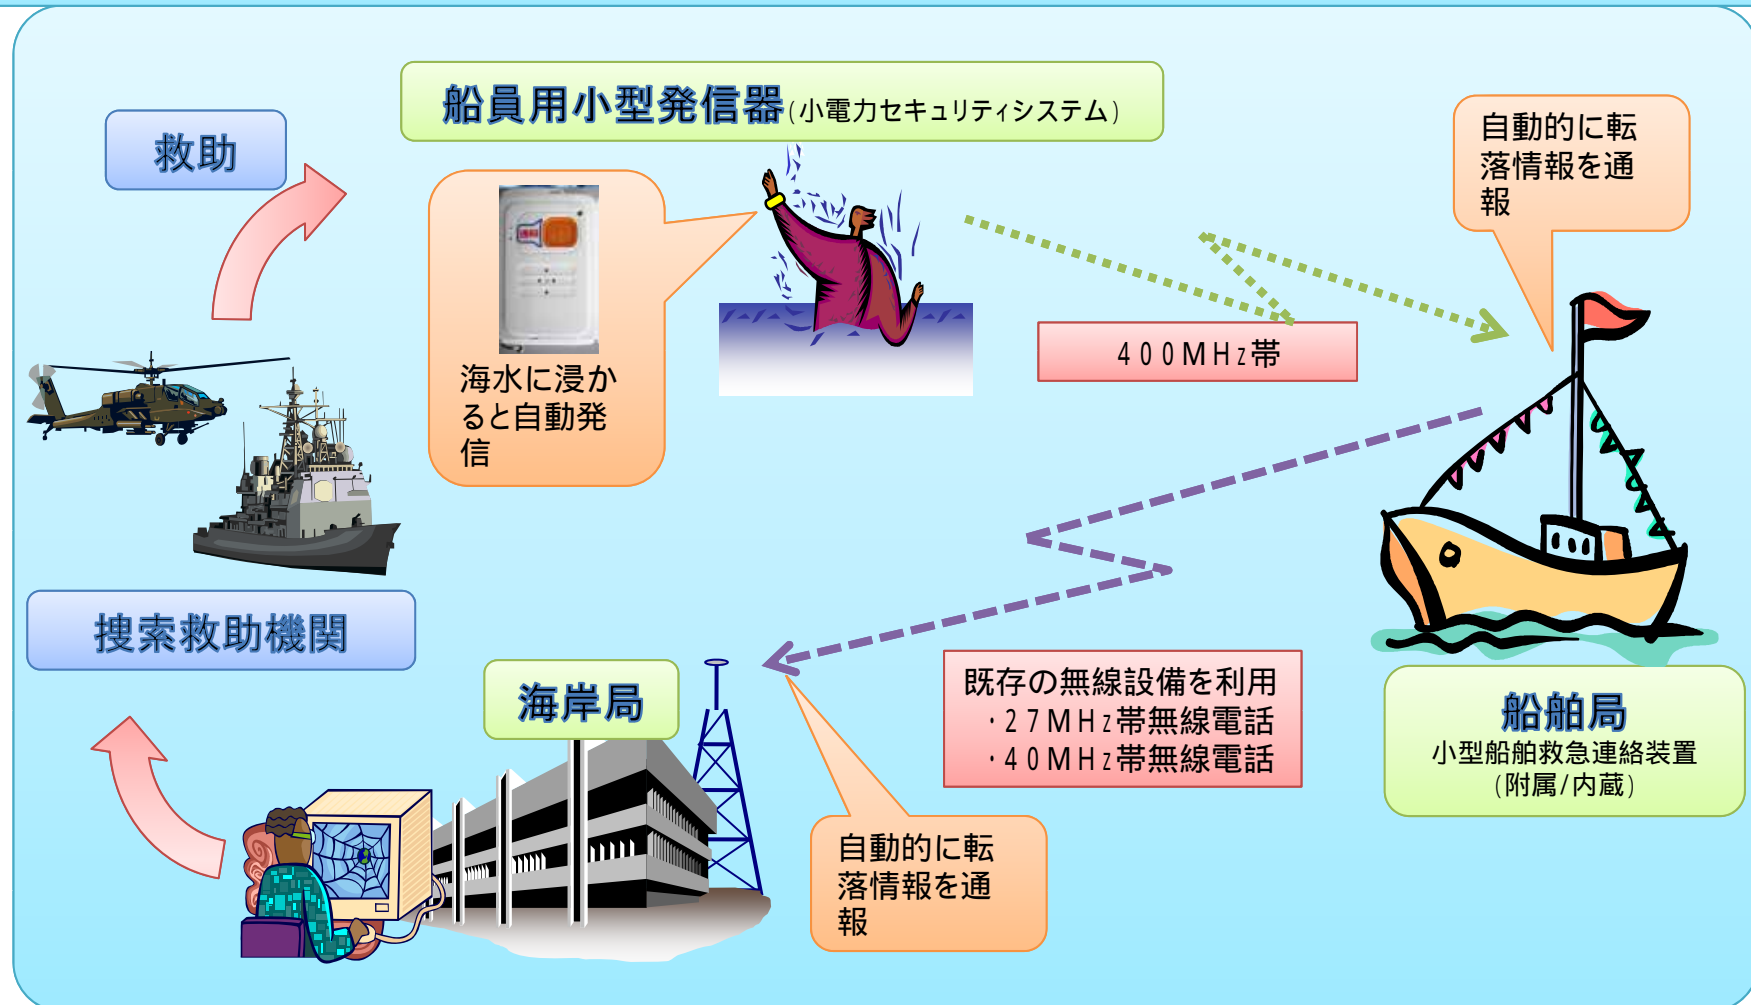 船員用小型発信器(小電力セキュリティシステム)
救助
自動的に転
落情報を通
報
海水に浸か
ると自動発
信
400MHz帯
捜索救助機関
海岸局
既存の無線設備を利用
・27MHz帯無線電話
・40MHz帯無線電話
船舶局
小型船舶救急連絡装置
(附属/内蔵)
自動的に転
落情報を通
報